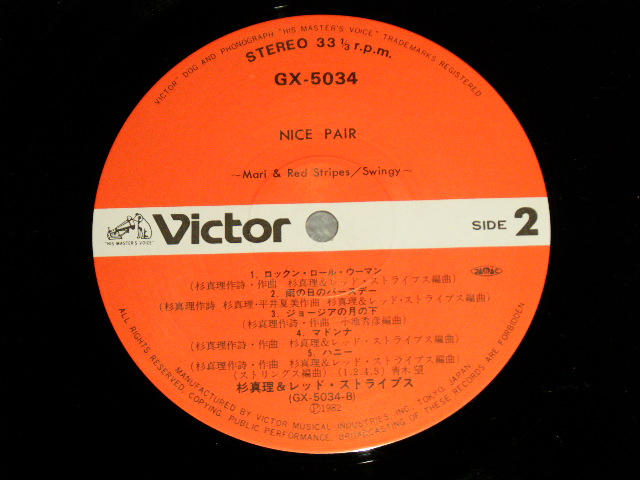 VICTOR" DOG AND PHONOGRAPH "HIS MASTER'S VOICE" TRADEMARKS REGISTERED
STEREO 33 1/3 r.p.m.
GX-5034
NICE PAIR
~Mari & Red Stripes/Swingy~
"HIS MASTER'S VOICE"
Victor
SIDE 2
1. ロックン・ロール・ウーマン
(杉真理作詩・作曲 杉真理&レッド・ストライプス編曲)
2. 雨の日のバースデー
(杉真理作詩 杉真理・平井夏美作曲 杉真理&レッド・ストライプス編曲)
3. ジョージアの月の下
(杉真理作詩・作曲 小池秀彦編曲)
4. マドンナ
(杉真理作詩・作曲 杉真理&レッド・ストライプス編曲)
5. ハニー
(杉真理作詩・作曲 杉真理&レッド・ストライプス編曲)
(ストリングス編曲) (1.2.4.5) 青木 望
杉真理&レッド・ストライプス
(GX-5034-B)
Ⓟ1982
MANUFACTURED BY VICTOR MUSICAL INDUSTRIES, INC. TOKYO, JAPAN
ALL RIGHTS RESERVED. COPYING, PUBLIC PERFORMANCE, BROADCASTING OF THESE RECORDS ARE FORBIDDEN